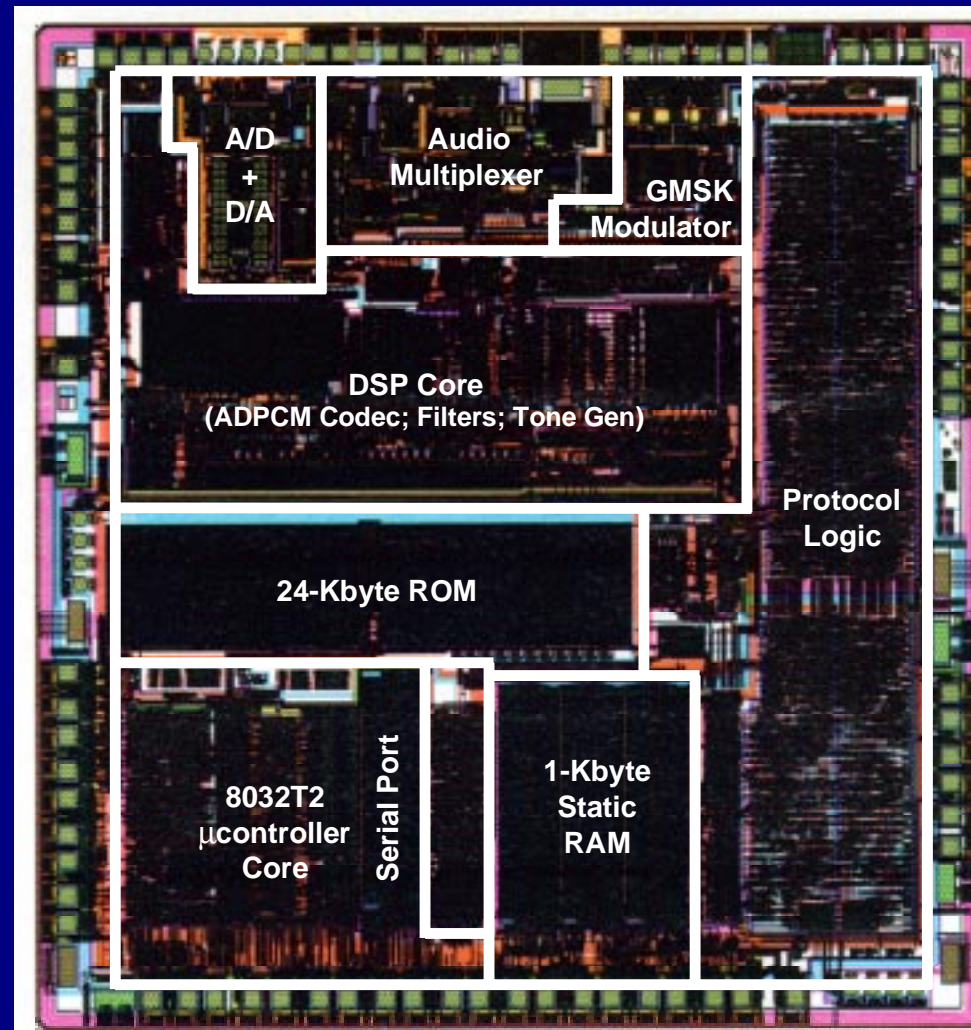 A/D
+
D/A
Audio
Multiplexer
GMSK
Modulator
DSP Core
(ADPCM Codec; Filters; Tone Gen)
Protocol
Logic
24-Kbyte ROM
8032T2
μcontroller
Core
Serial Port
1-Kbyte
Static
RAM